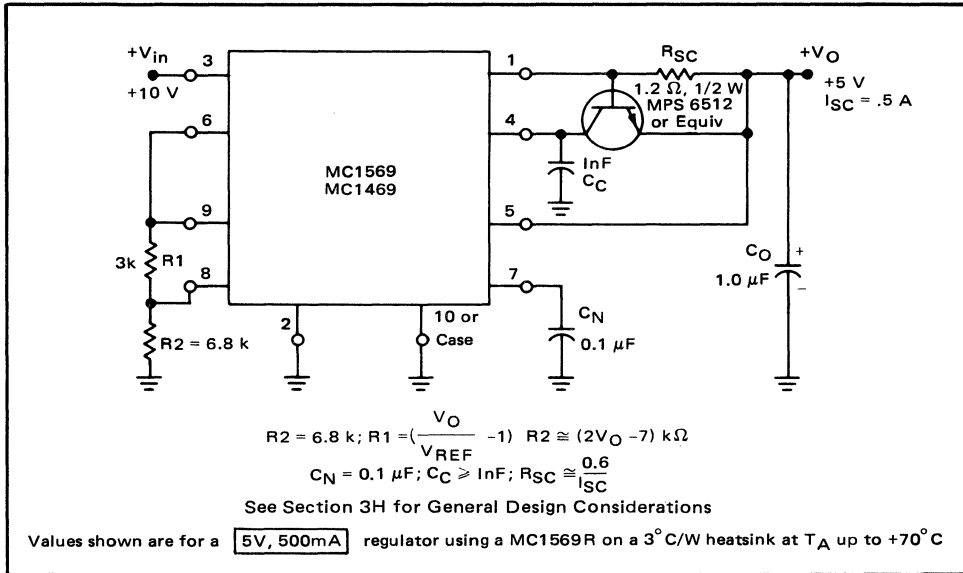 +Vin
+10 V
3
6
9
8
3k R1
R2 = 6.8 k
MC1569
MC1469
2
10 or
Case
1
4
5
7
RSC
1.2 Ω, 1/2 W
MPS 6512
or Equiv
InF
CC
CN
0.1 μF
+VO
+5 V
ISC = .5 A
CO
+
1.0 μF
–
R2 = 6.8 k; R1 = (VO/VREF -1) R2 ≅ (2VO -7) kΩ
CN = 0.1 μF; CC ⩾ InF; RSC ≅ 0.6/ISC
See Section 3H for General Design Considerations
Values shown are for a 5V, 500mA regulator using a MC1569R on a 3°C/W heatsink at TA up to +70°C